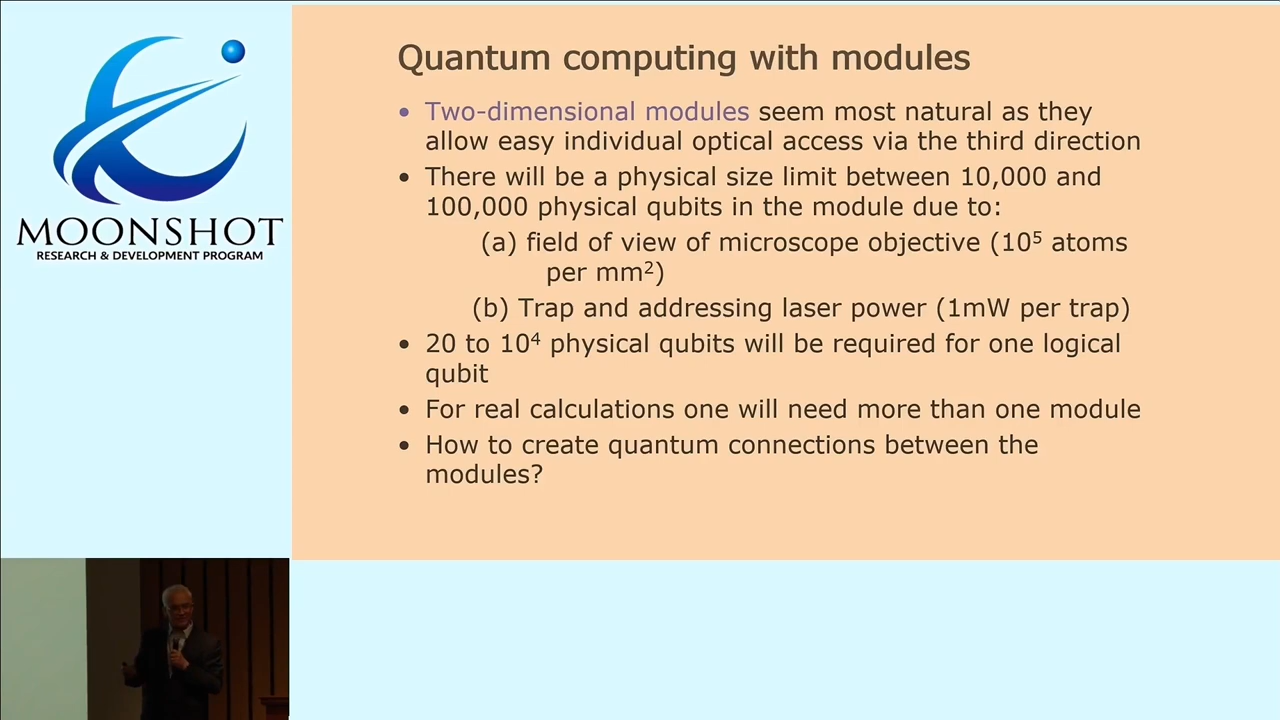 MOONSHOT
RESEARCH & DEVELOPMENT PROGRAM
Quantum computing with modules
• Two-dimensional modules seem most natural as they
allow easy individual optical access via the third direction
• There will be a physical size limit between 10,000 and
100,000 physical qubits in the module due to:
(a) field of view of microscope objective (10⁵ atoms
per mm²)
(b) Trap and addressing laser power (1mW per trap)
• 20 to 10⁴ physical qubits will be required for one logical
qubit
• For real calculations one will need more than one module
• How to create quantum connections between the
modules?